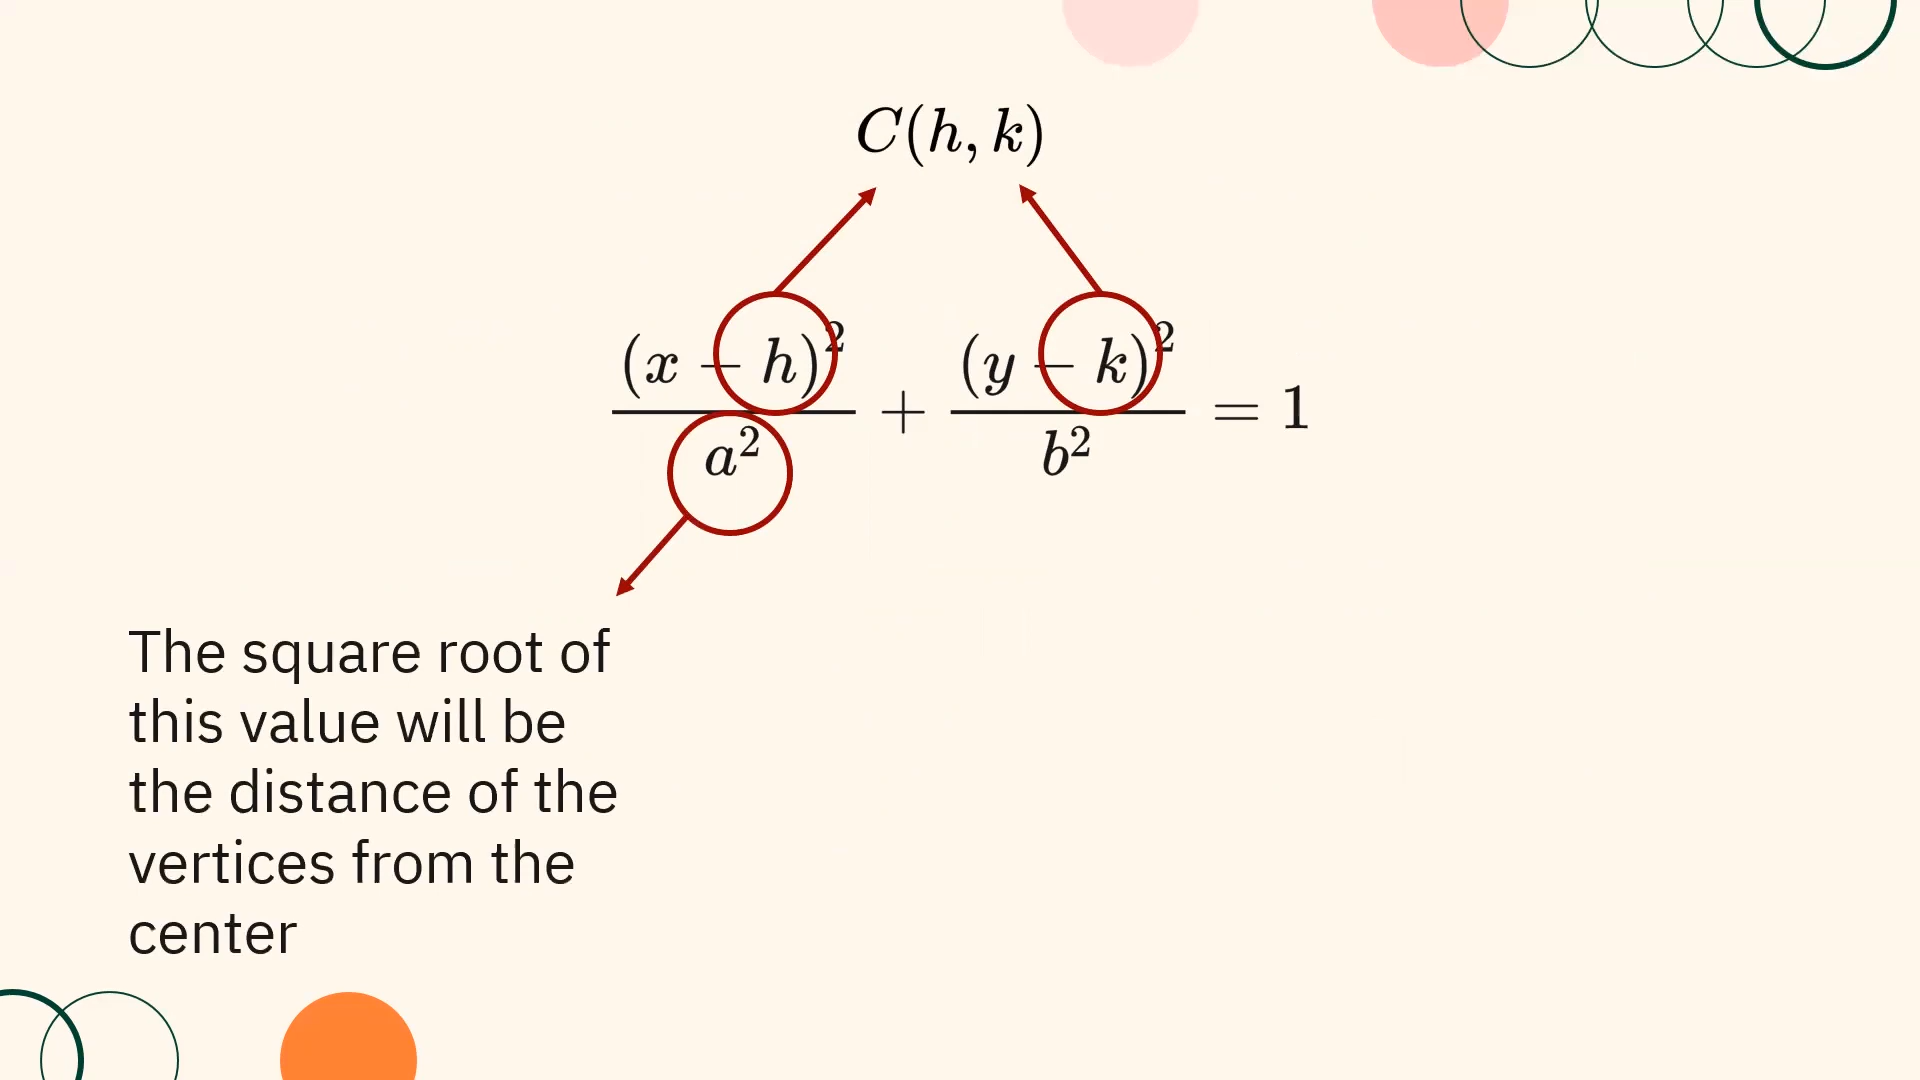 C(h, k)
(x − h)² / a² + (y − k)² / b² = 1
The square root of
this value will be
the distance of the
vertices from the
center